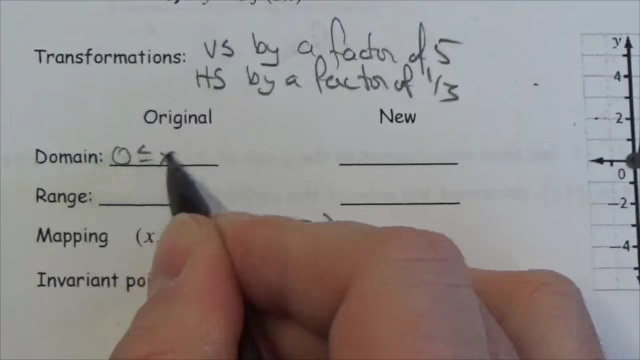 Transformations: VS by a factor of 5
HS by a factor of 1/3
Original New
Domain: 0 ≤ x
Range:
Mapping (x,
Invariant poi
y
4
2
0
-2
-4